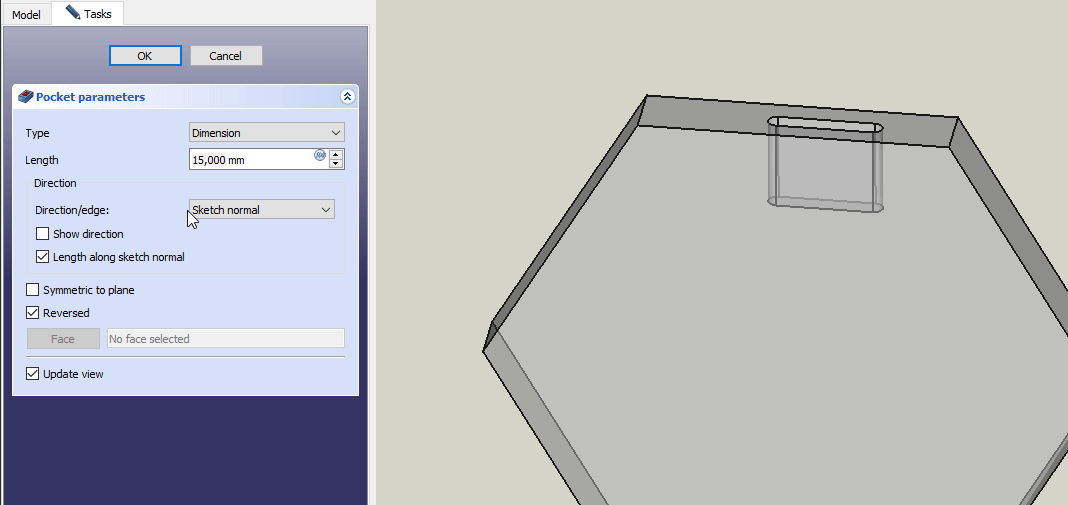 Model Tasks
OK Cancel
Pocket parameters
Type Dimension
Length 15,000 mm
Direction
Direction/edge: Sketch normal
Show direction
Length along sketch normal
Symmetric to plane
Reversed
Face No face selected
Update view